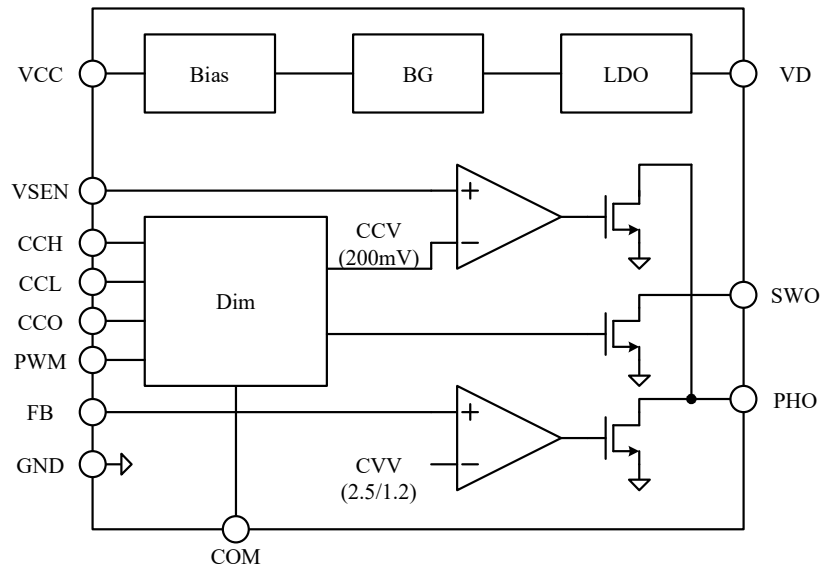 VCC
Bias
BG
LDO
VD
VSEN
+
CCH
CCV
(200mV)
−
CCL
Dim
SWO
CCO
PWM
FB
+
PHO
GND
CVV
(2.5/1.2)
−
COM